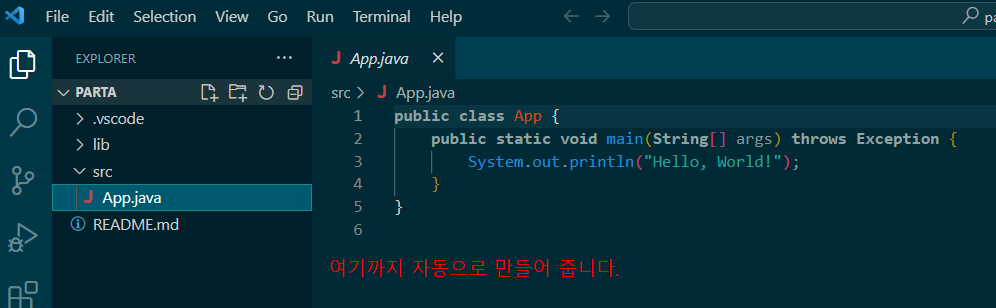 File Edit Selection View Go Run Terminal Help
EXPLORER ...
J App.java
PARTA
.vscode
lib
src
J App.java
README.md
src > J App.java
1 public class App {
2 public static void main(String[] args) throws Exception {
3 System.out.println("Hello, World!");
4 }
5 }
6
여기까지 자동으로 만들어 줍니다.